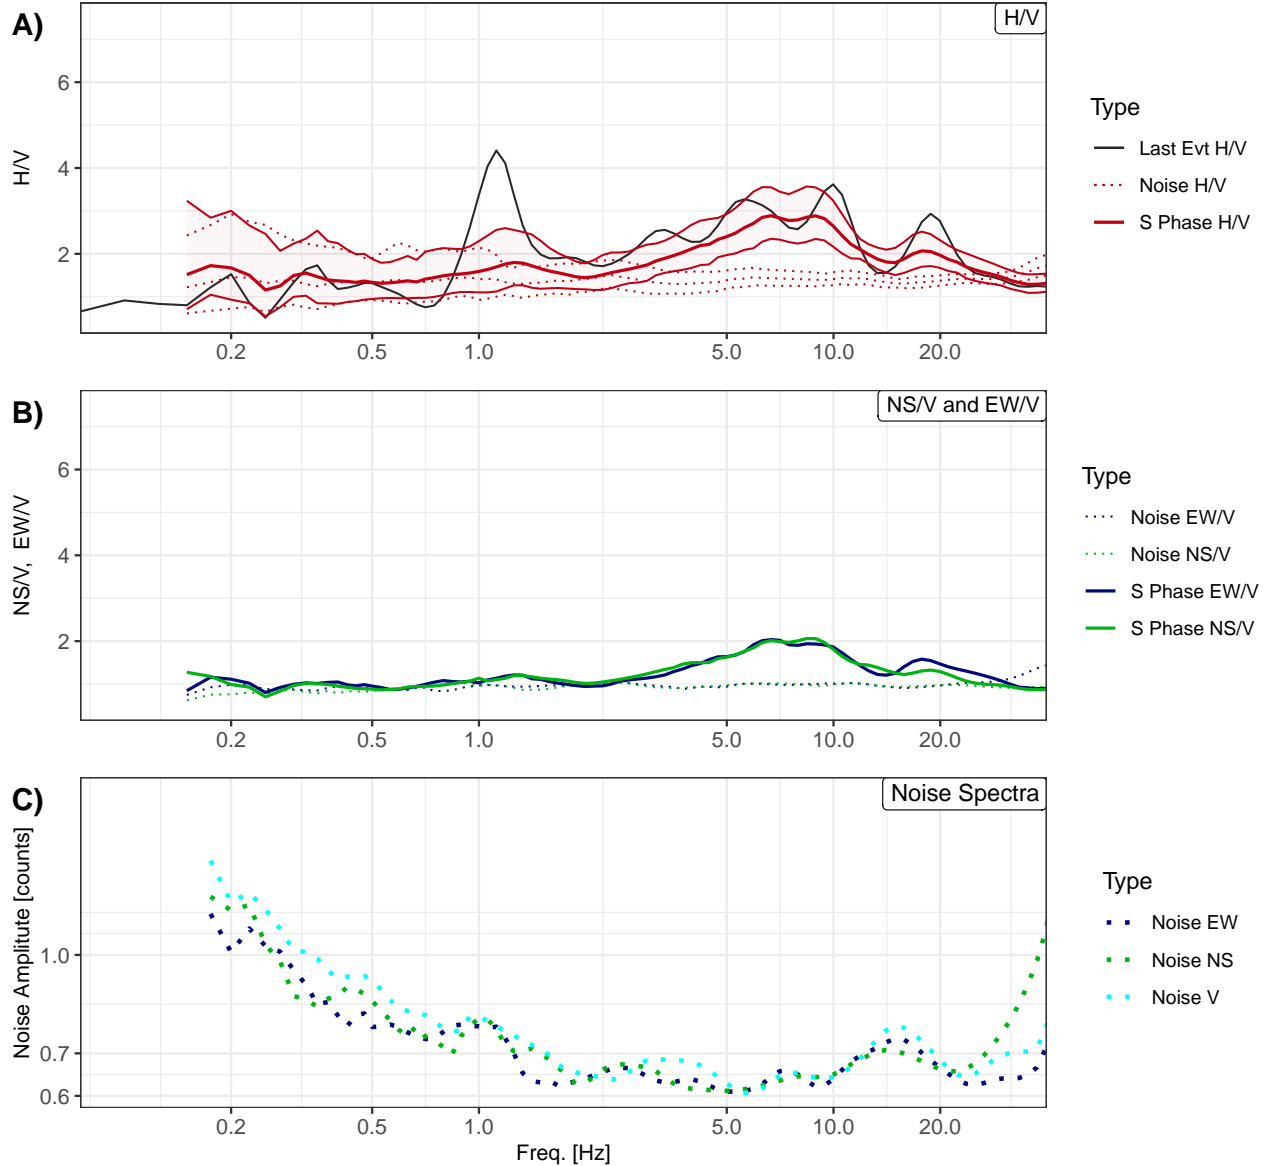 A)
H/V
H/V
6
4
2
0.2 0.5 1.0 5.0 10.0 20.0
Type
Last Evt H/V
Noise H/V
S Phase H/V
B)
NS/V and EW/V
NS/V, EW/V
6
4
2
0.2 0.5 1.0 5.0 10.0 20.0
Type
Noise EW/V
Noise NS/V
S Phase EW/V
S Phase NS/V
C)
Noise Spectra
Noise Amplitute [counts]
1.0
0.7
0.6
0.2 0.5 1.0 5.0 10.0 20.0
Freq. [Hz]
Type
Noise EW
Noise NS
Noise V